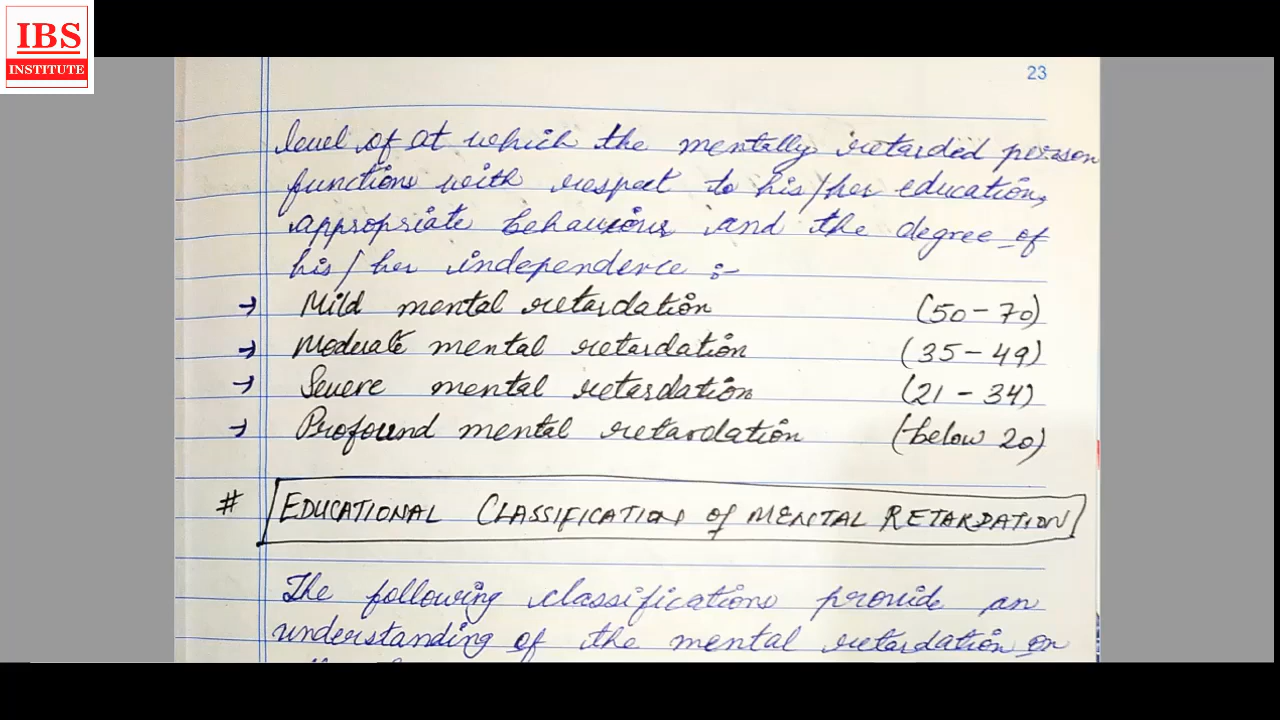 IBS
INSTITUTE
23
level of at which the mentally retarded person
functions with respect to his/her education,
appropriate behaviour and the degree of
his/her independence :-
→ Mild mental retardation (50-70)
→ Moderate mental retardation (35-49)
→ Severe mental retardation (21-34)
→ Profound mental retardation (below 20)
# EDUCATIONAL CLASSIFICATION of MENTAL RETARDATION
The following classifications provide an
understanding of the mental retardation on